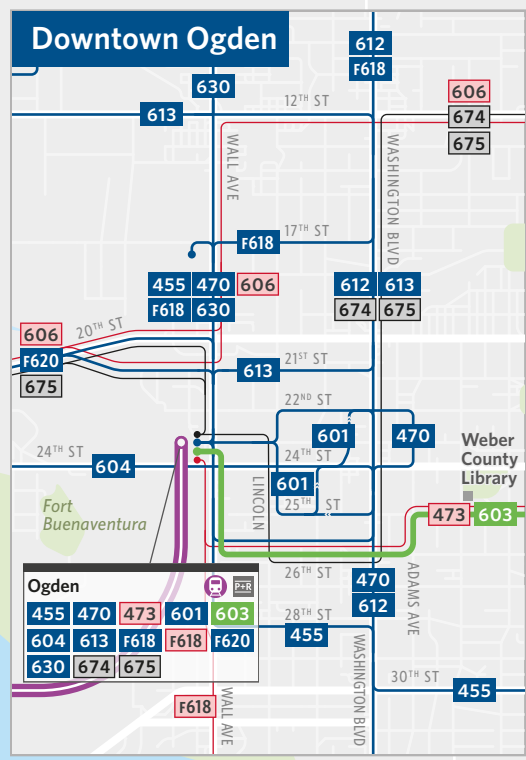 Downtown Ogden
612
F618
630
12TH ST
606
613
674
675
WALL AVE
WASHINGTON BLVD
17TH ST
F618
455 470 606
F618 630
612 613
674 675
606
20TH ST
F620
675
21ST ST
613
22ND ST
601
470
24TH ST
24TH ST
604
Weber
County
Library
601
LINCOLN
25TH ST
Fort
Buenaventura
473 603
26TH ST
ADAMS AVE
470
612
Ogden
P+R
455 470 473 601 603
604 613 F618 F618 F620
630 674 675
28TH ST
455
WASHINGTON BLVD
30TH ST
455
F618
WALL AVE